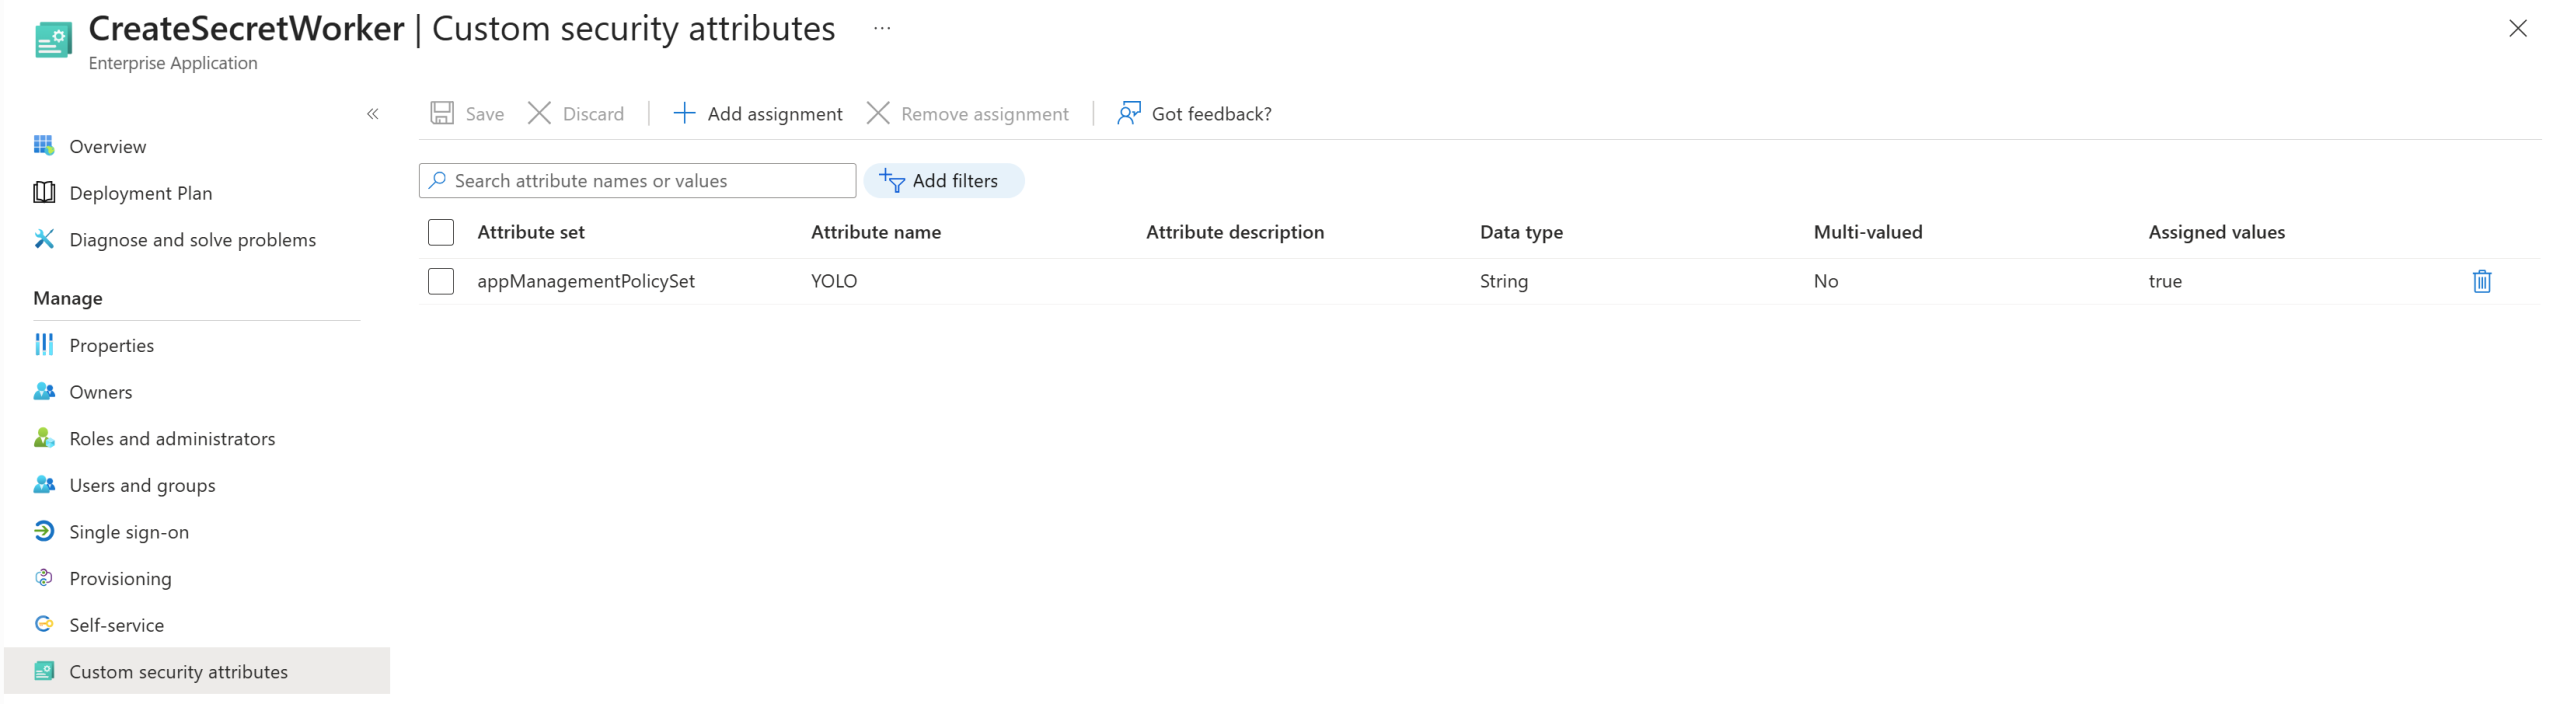 CreateSecretWorker | Custom security attributes ...
Enterprise Application
«
Overview
Deployment Plan
Diagnose and solve problems
Manage
Properties
Owners
Roles and administrators
Users and groups
Single sign-on
Provisioning
Self-service
Custom security attributes
Save Discard Add assignment Remove assignment Got feedback?
Search attribute names or values Add filters
Attribute set Attribute name Attribute description Data type Multi-valued Assigned values
appManagementPolicySet YOLO String No true